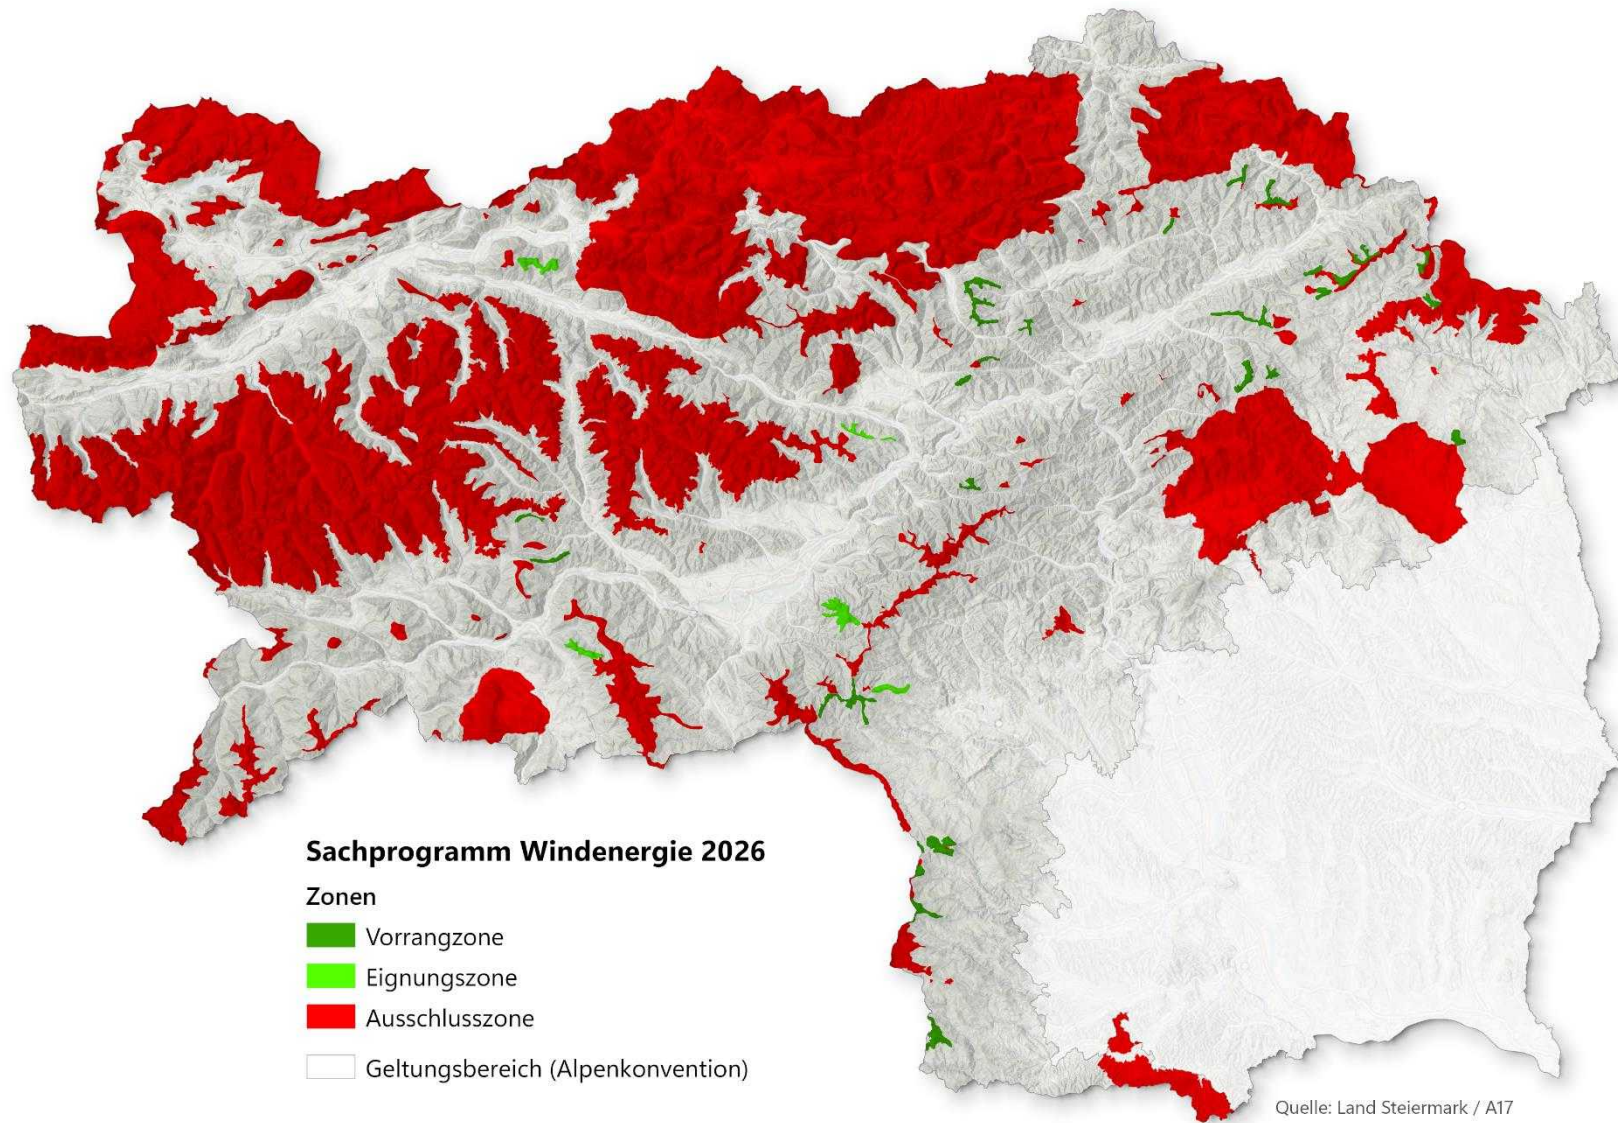 Sachprogramm Windenergie 2026
Zonen
Vorrangzone
Eignungszone
Ausschlusszone
Geltungsbereich (Alpenkonvention)
Quelle: Land Steiermark / A17